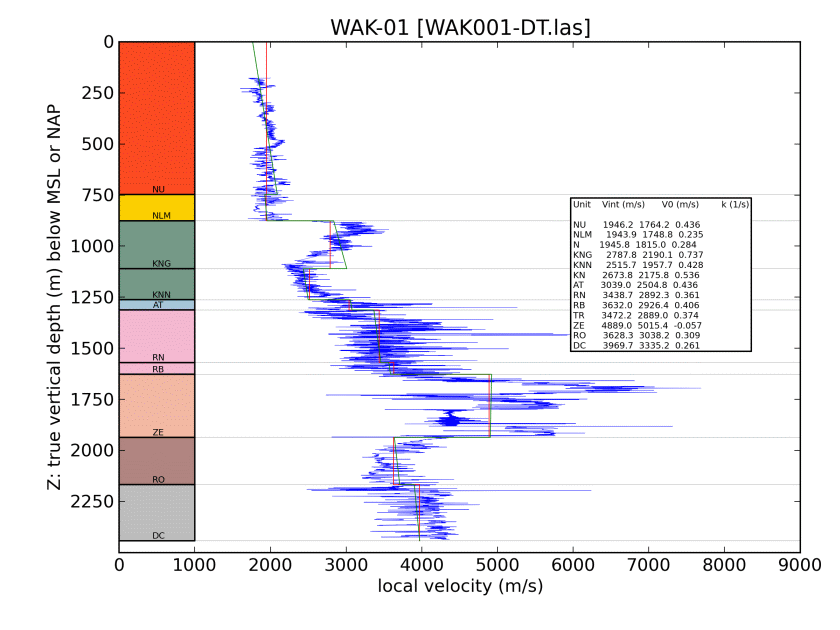 WAK-01 [WAK001-DT.las]
Z: true vertical depth (m) below MSL or NAP
0
250
500
750
1000
1250
1500
1750
2000
2250
NU
NLM
KNG
KNN
AT
RN
RB
ZE
RO
DC
Unit Vint (m/s) V0 (m/s) k (1/s)
NU 1946.2 1764.2 0.436
NLM 1943.9 1748.8 0.235
N 1945.8 1815.0 0.284
KNG 2787.8 2190.1 0.737
KNN 2515.7 1957.7 0.428
KN 2673.8 2175.8 0.536
AT 3039.0 2504.8 0.436
RN 3438.7 2892.3 0.361
RB 3632.0 2926.4 0.406
TR 3472.2 2889.0 0.374
ZE 4889.0 5015.4 -0.057
RO 3628.3 3038.2 0.309
DC 3969.7 3335.2 0.261
0 1000 2000 3000 4000 5000 6000 7000 8000 9000
local velocity (m/s)